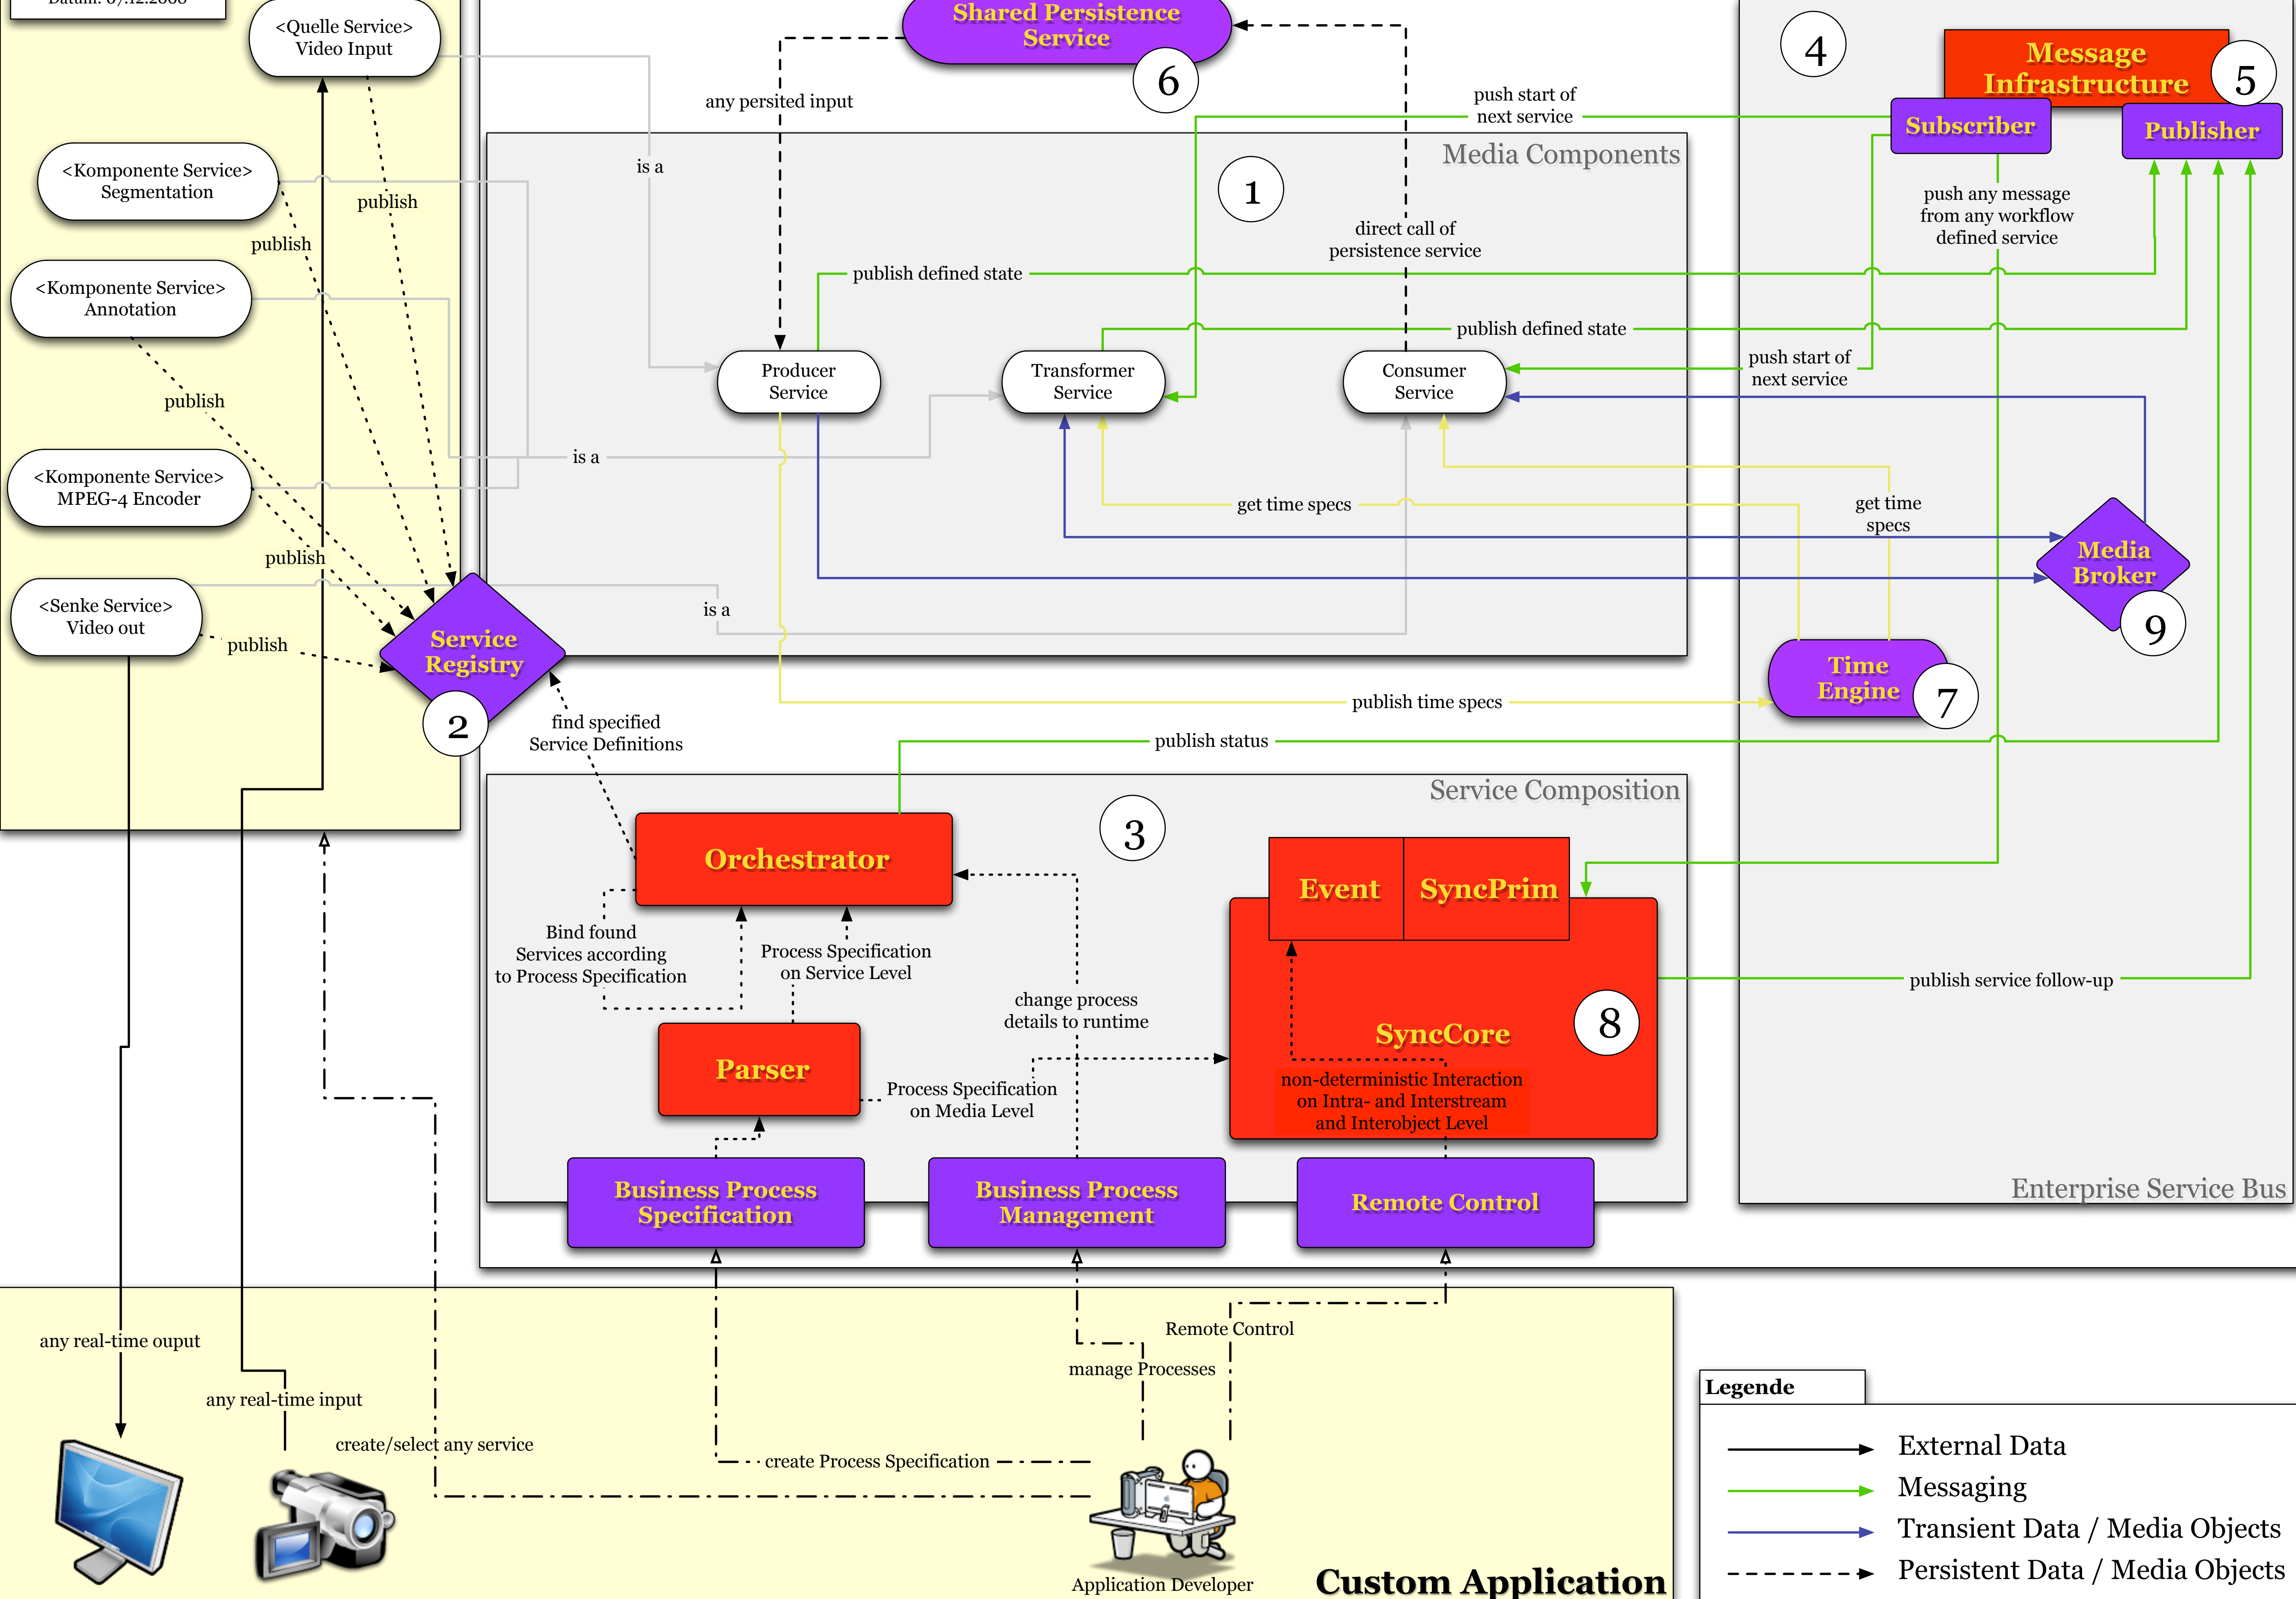 Datum: 07.12.2008
<Quelle Service>
Video Input
Shared Persistence
Service
6
4
Message
Infrastructure
5
Subscriber
Publisher
any persited input
push start of
next service
Media Components
1
is a
<Komponente Service>
Segmentation
publish
publish
push any message
from any workflow
defined service
direct call of
persistence service
publish defined state
<Komponente Service>
Annotation
publish defined state
push start of
next service
Producer
Service
Transformer
Service
Consumer
Service
publish
is a
<Komponente Service>
MPEG-4 Encoder
get time specs
get time
specs
publish
Media
Broker
9
<Senke Service>
Video out
is a
publish
Service
Registry
2
Time
Engine
7
publish time specs
find specified
Service Definitions
publish status
Service Composition
3
Orchestrator
Event
SyncPrim
Bind found
Services according
to Process Specification
Process Specification
on Service Level
publish service follow-up
change process
details to runtime
SyncCore
8
Parser
Process Specification
on Media Level
non-deterministic Interaction
on Intra- and Interstream
and Interobject Level
Business Process
Specification
Business Process
Management
Remote Control
Enterprise Service Bus
any real-time ouput
Remote Control
manage Processes
any real-time input
create/select any service
create Process Specification
Application Developer
Custom Application
Legende
External Data
Messaging
Transient Data / Media Objects
Persistent Data / Media Objects